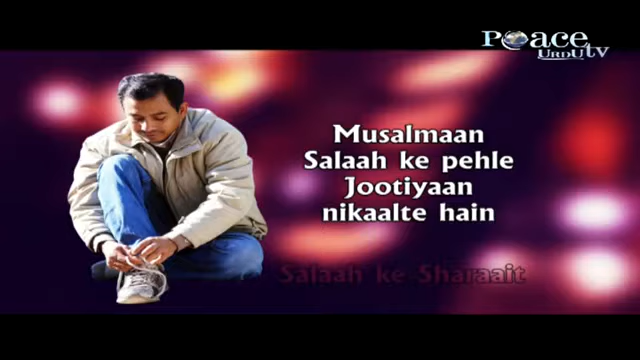 Peace
URDU tv
Musalmaan
Salaah ke pehle
Jootiyaan
nikaalte hain
Salaah ke Sharaait